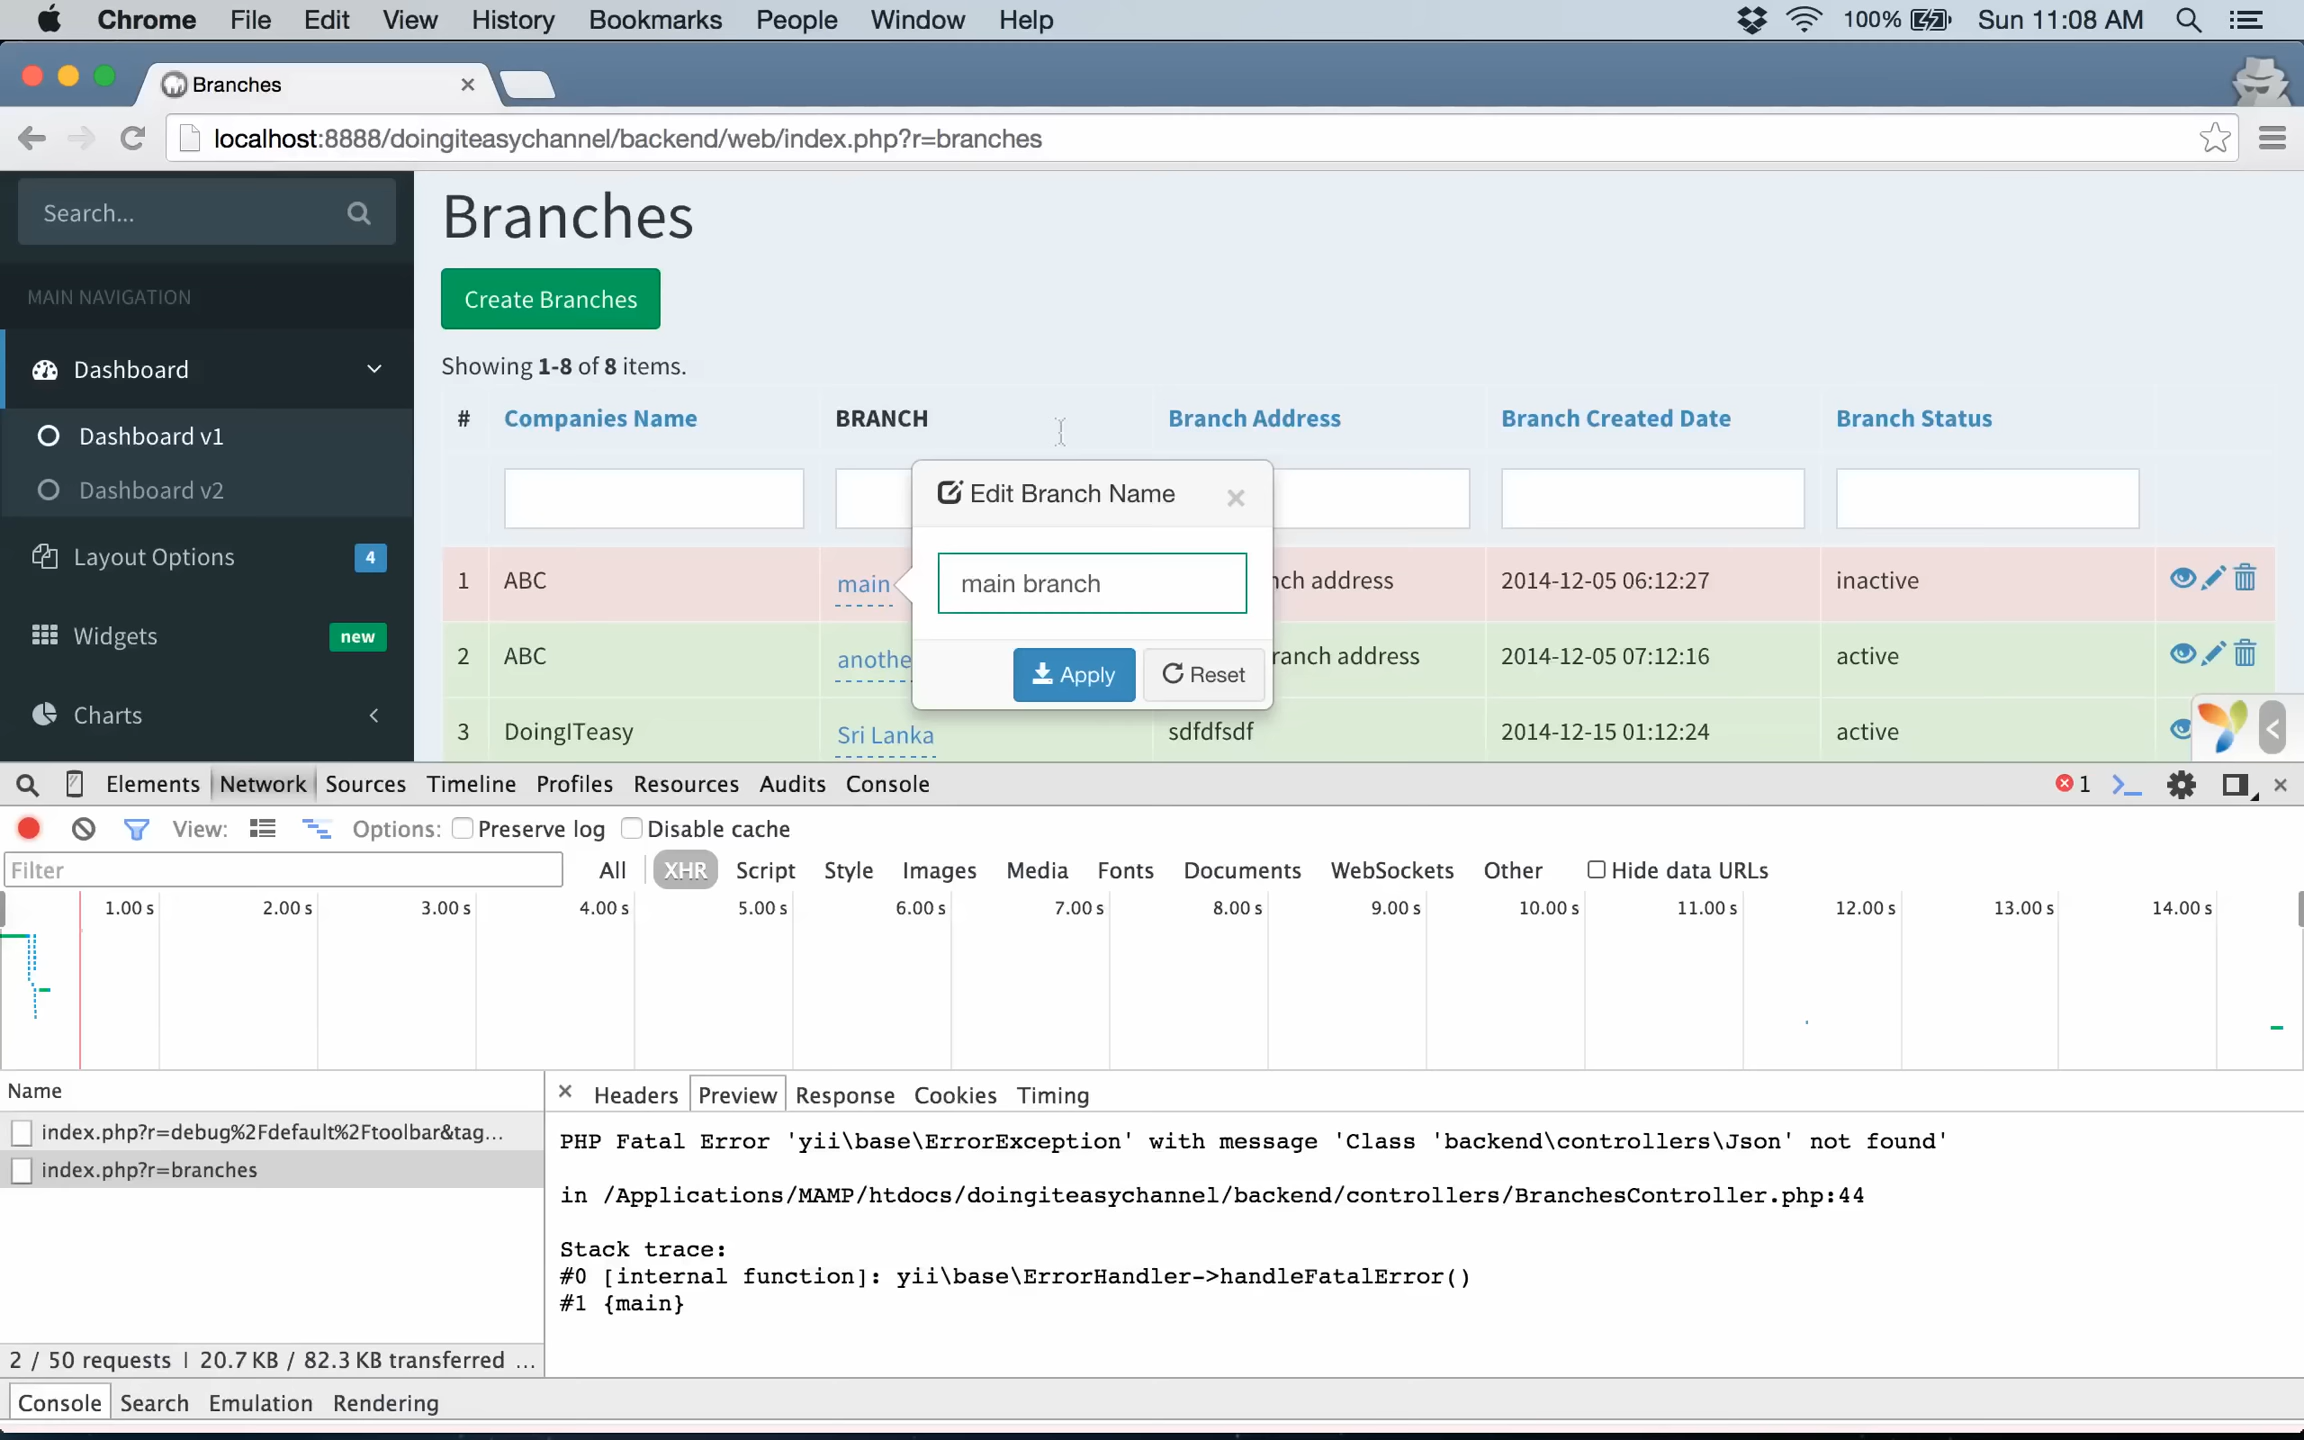 Chrome File Edit View History Bookmarks People Window Help 100% Sun 11:08 AM
Branches
localhost:8888/doingiteasychannel/backend/web/index.php?r=branches
Search...
MAIN NAVIGATION
Dashboard
Dashboard v1
Dashboard v2
Layout Options 4
Widgets new
Charts
Branches
Create Branches
Showing 1-8 of 8 items.
# Companies Name BRANCH Branch Address Branch Created Date Branch Status
Edit Branch Name
main branch
Apply Reset
1 ABC main nch address 2014-12-05 06:12:27 inactive
2 ABC anothe ranch address 2014-12-05 07:12:16 active
3 DoingITeasy Sri Lanka sdfdfsdf 2014-12-15 01:12:24 active
Elements Network Sources Timeline Profiles Resources Audits Console 1
View: Options: Preserve log Disable cache
Filter All XHR Script Style Images Media Fonts Documents WebSockets Other Hide data URLs
1.00 s 2.00 s 3.00 s 4.00 s 5.00 s 6.00 s 7.00 s 8.00 s 9.00 s 10.00 s 11.00 s 12.00 s 13.00 s 14.00 s
Name
index.php?r=debug%2Fdefault%2Ftoolbar&tag...
index.php?r=branches
2 / 50 requests | 20.7 KB / 82.3 KB transferred ...
Headers Preview Response Cookies Timing
PHP Fatal Error 'yii\base\ErrorException' with message 'Class 'backend\controllers\Json' not found'
in /Applications/MAMP/htdocs/doingiteasychannel/backend/controllers/BranchesController.php:44
Stack trace:
#0 [internal function]: yii\base\ErrorHandler->handleFatalError()
#1 {main}
Console Search Emulation Rendering